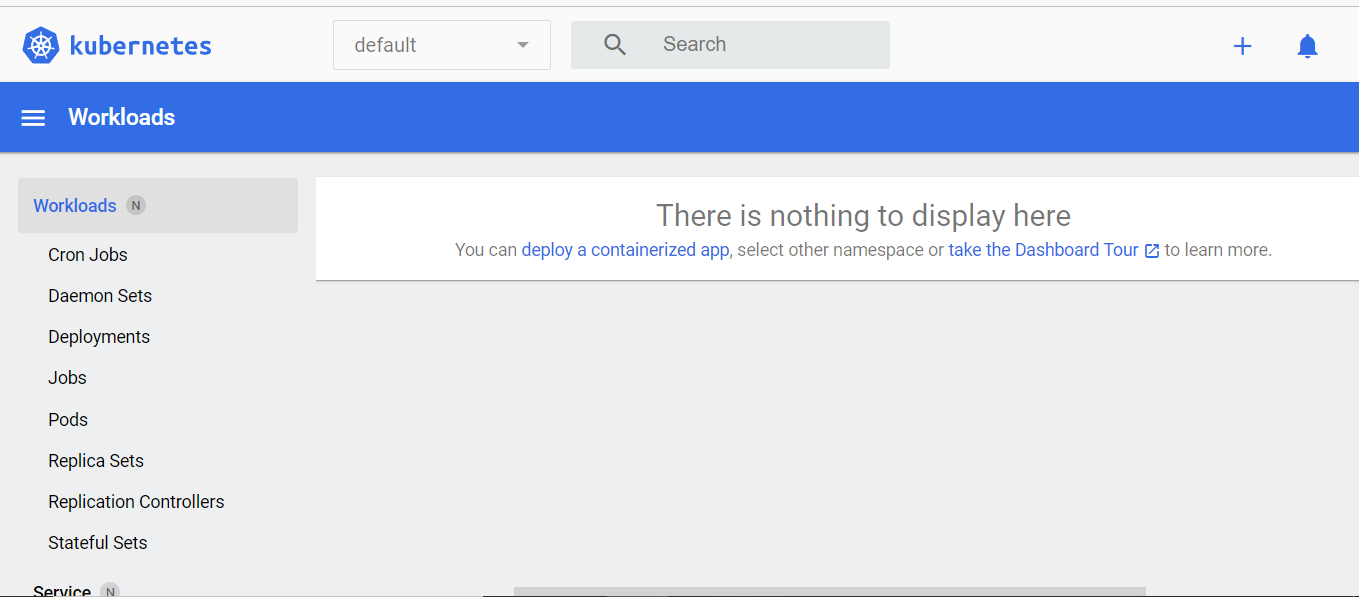 kubernetes
default
Search
Workloads
Workloads N
There is nothing to display here
You can deploy a containerized app, select other namespace or take the Dashboard Tour to learn more.
Cron Jobs
Daemon Sets
Deployments
Jobs
Pods
Replica Sets
Replication Controllers
Stateful Sets
Service N